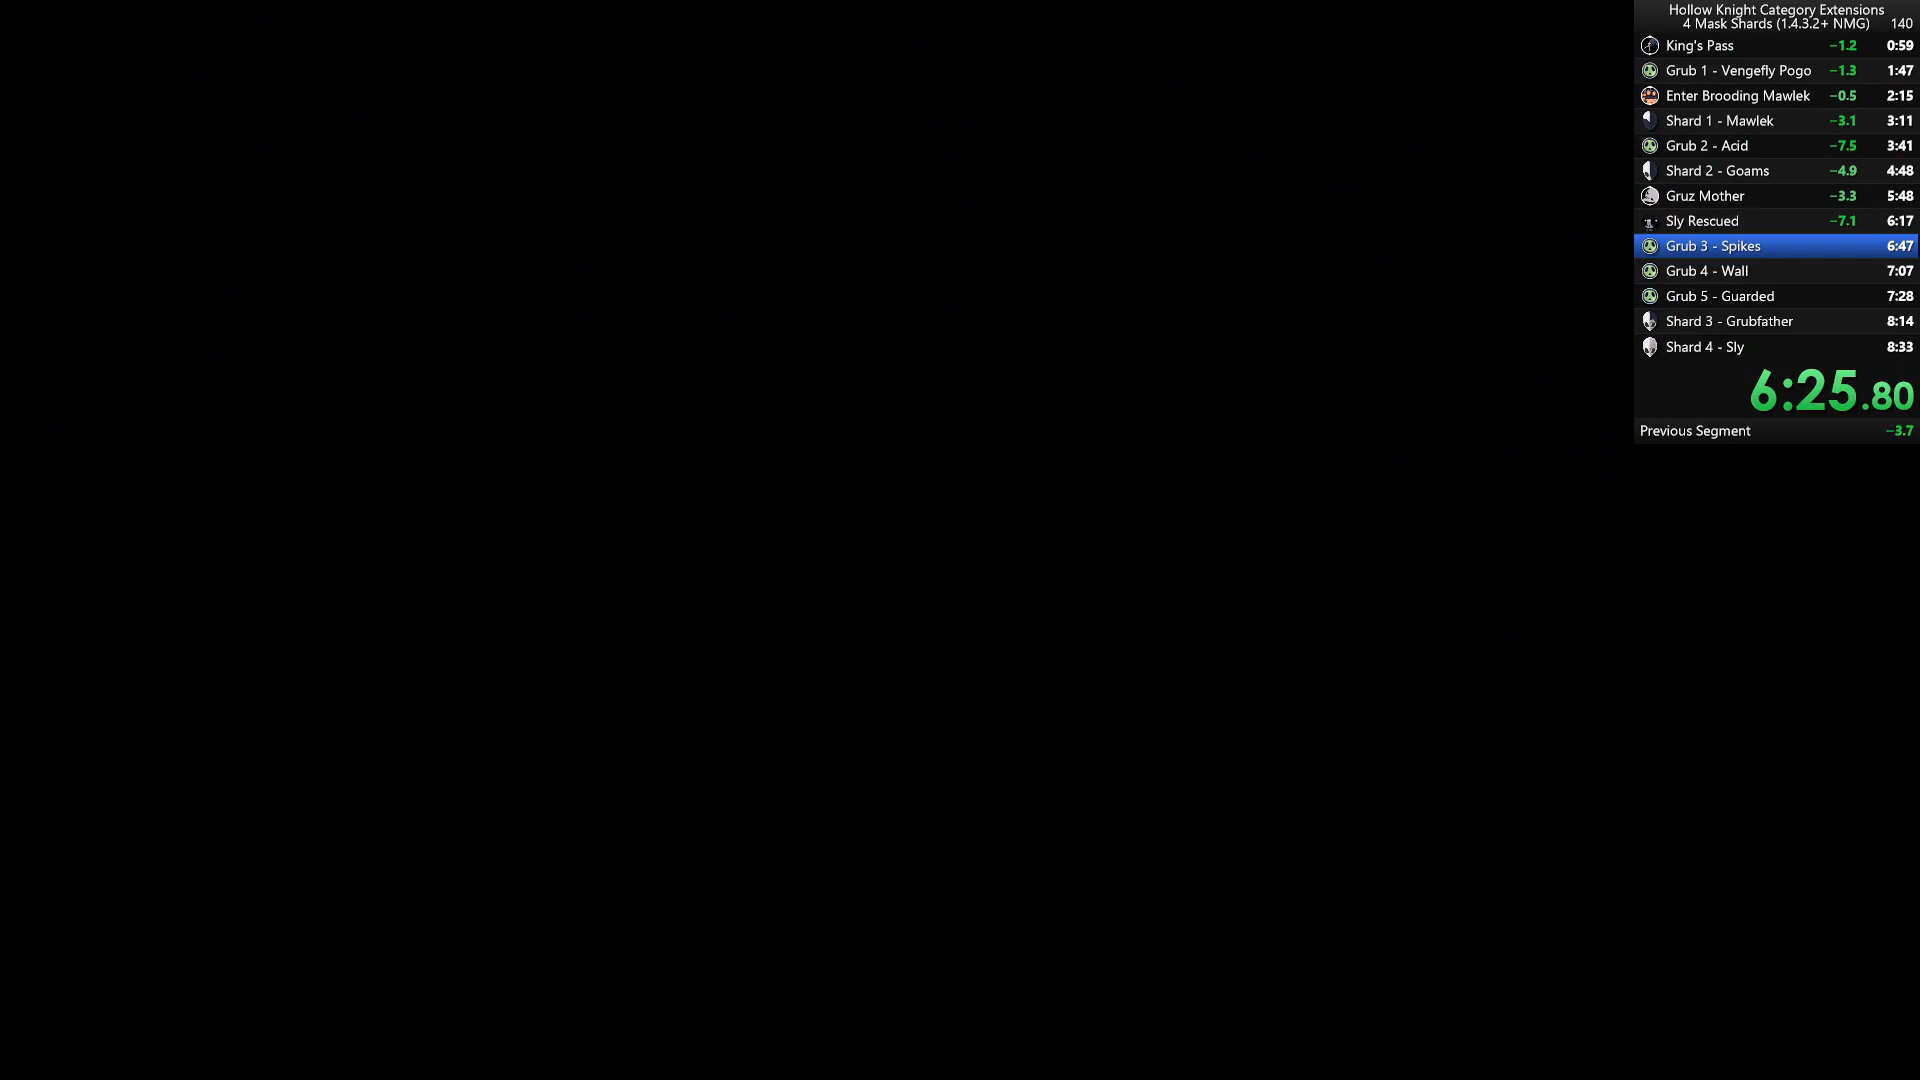 Hollow Knight Category Extensions
4 Mask Shards (1.4.3.2+ NMG) 140
King's Pass −1.2 0:59
Grub 1 - Vengefly Pogo −1.3 1:47
Enter Brooding Mawlek −0.5 2:15
Shard 1 - Mawlek −3.1 3:11
Grub 2 - Acid −7.5 3:41
Shard 2 - Goams −4.9 4:48
Gruz Mother −3.3 5:48
Sly Rescued −7.1 6:17
Grub 3 - Spikes 6:47
Grub 4 - Wall 7:07
Grub 5 - Guarded 7:28
Shard 3 - Grubfather 8:14
Shard 4 - Sly 8:33
6:25.80
Previous Segment −3.7